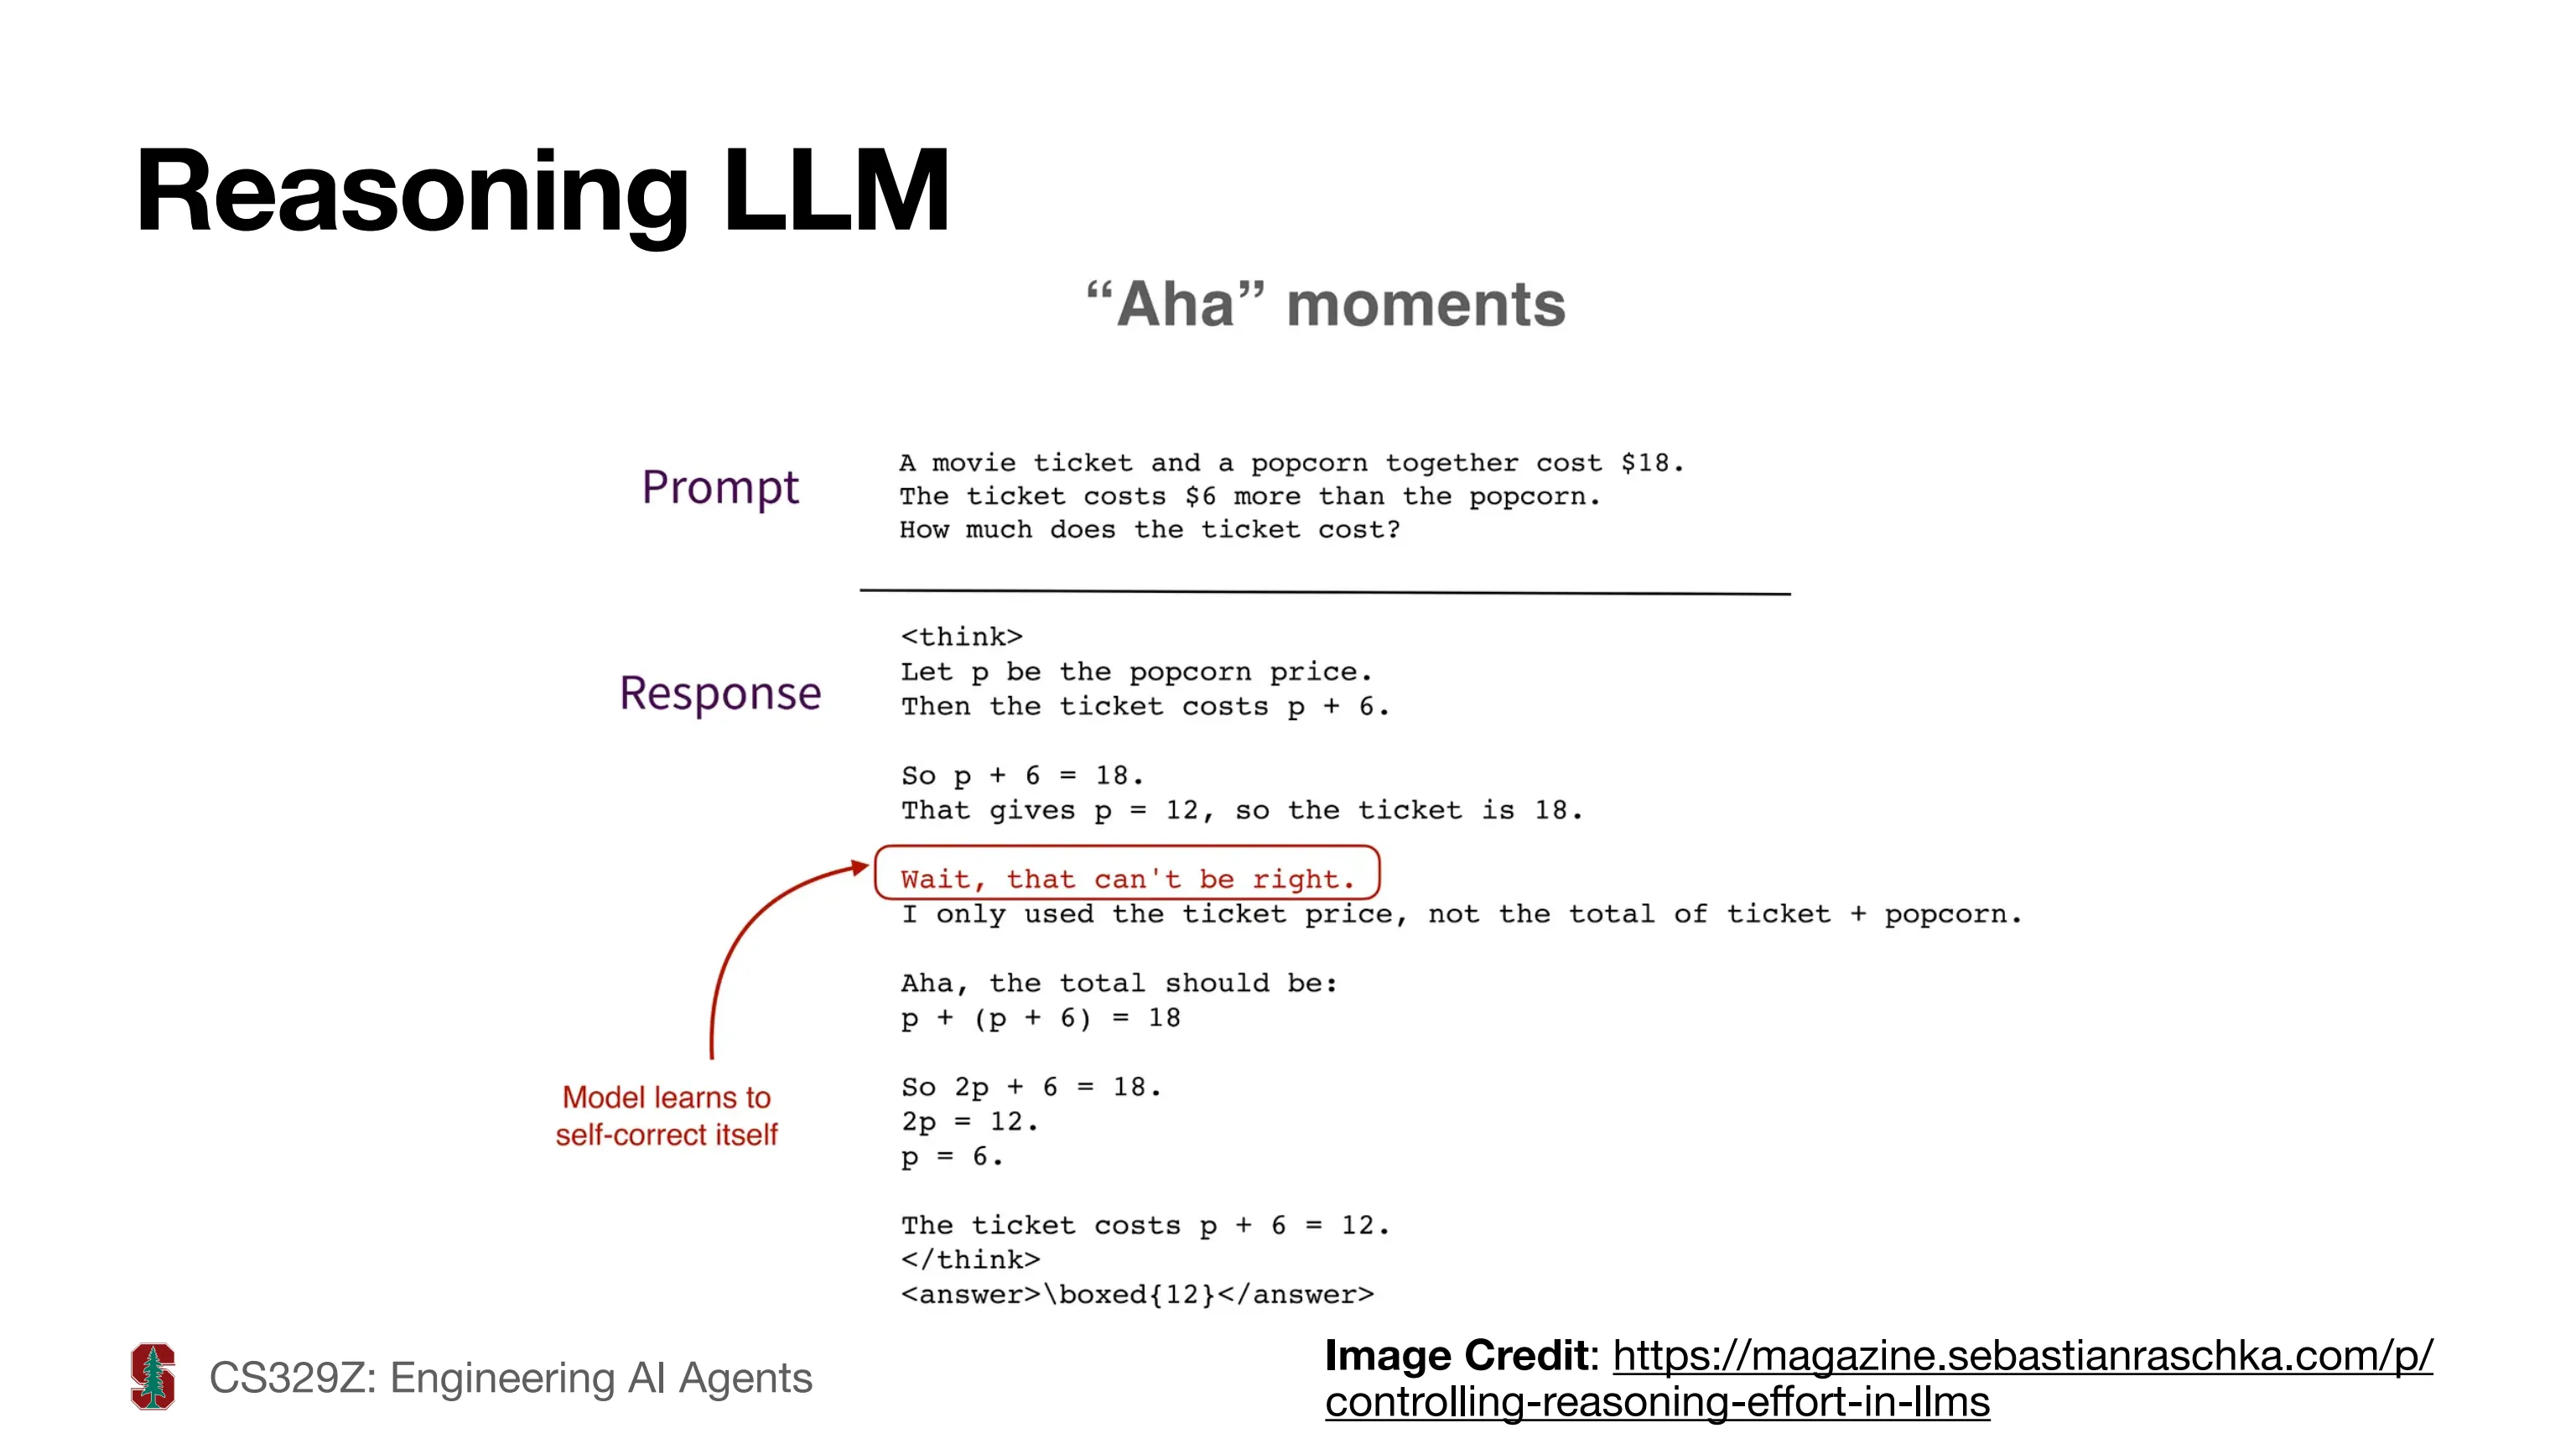 Reasoning LLM
“Aha” moments
Prompt
A movie ticket and a popcorn together cost $18.
The ticket costs $6 more than the popcorn.
How much does the ticket cost?
Response
<think>
Let p be the popcorn price.
Then the ticket costs p + 6.
So p + 6 = 18.
That gives p = 12, so the ticket is 18.
Wait, that can't be right.
I only used the ticket price, not the total of ticket + popcorn.
Aha, the total should be:
p + (p + 6) = 18
So 2p + 6 = 18.
2p = 12.
p = 6.
The ticket costs p + 6 = 12.
</think>
<answer>\boxed{12}</answer>
Model learns to
self-correct itself
S
CS329Z: Engineering AI Agents
Image Credit: https://magazine.sebastianraschka.com/p/
controlling-reasoning-effort-in-llms